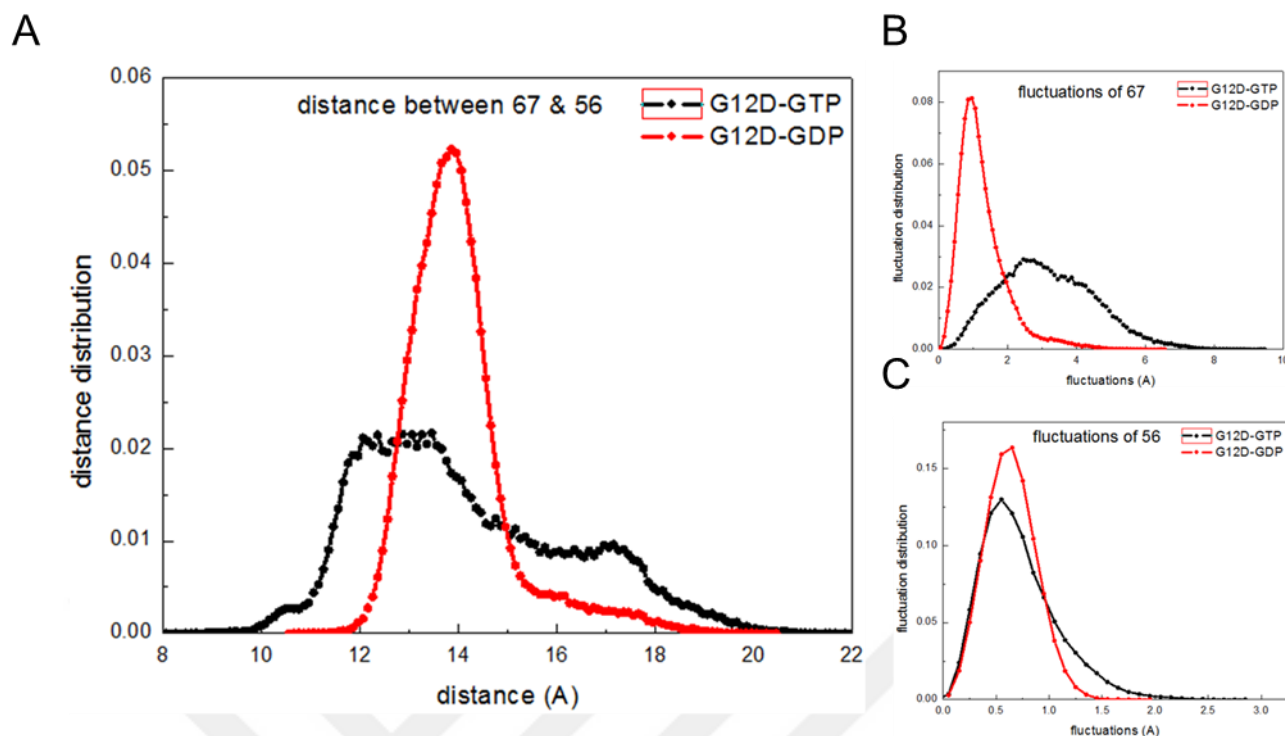 A
distance between 67 & 56
G12D-GTP
G12D-GDP
distance distribution
0.06
0.05
0.04
0.03
0.02
0.01
0.00
8 10 12 14 16 18 20 22
distance (A)
B
fluctuations of 67
G12D-GTP
G12D-GDP
fluctuation distribution
0.08
0.06
0.04
0.02
0.00
0 2 4 6 8 10
fluctuations (A)
C
fluctuations of 56
G12D-GTP
G12D-GDP
fluctuation distribution
0.15
0.10
0.05
0.00
0.0 0.5 1.0 1.5 2.0 2.5 3.0
fluctuations (A)